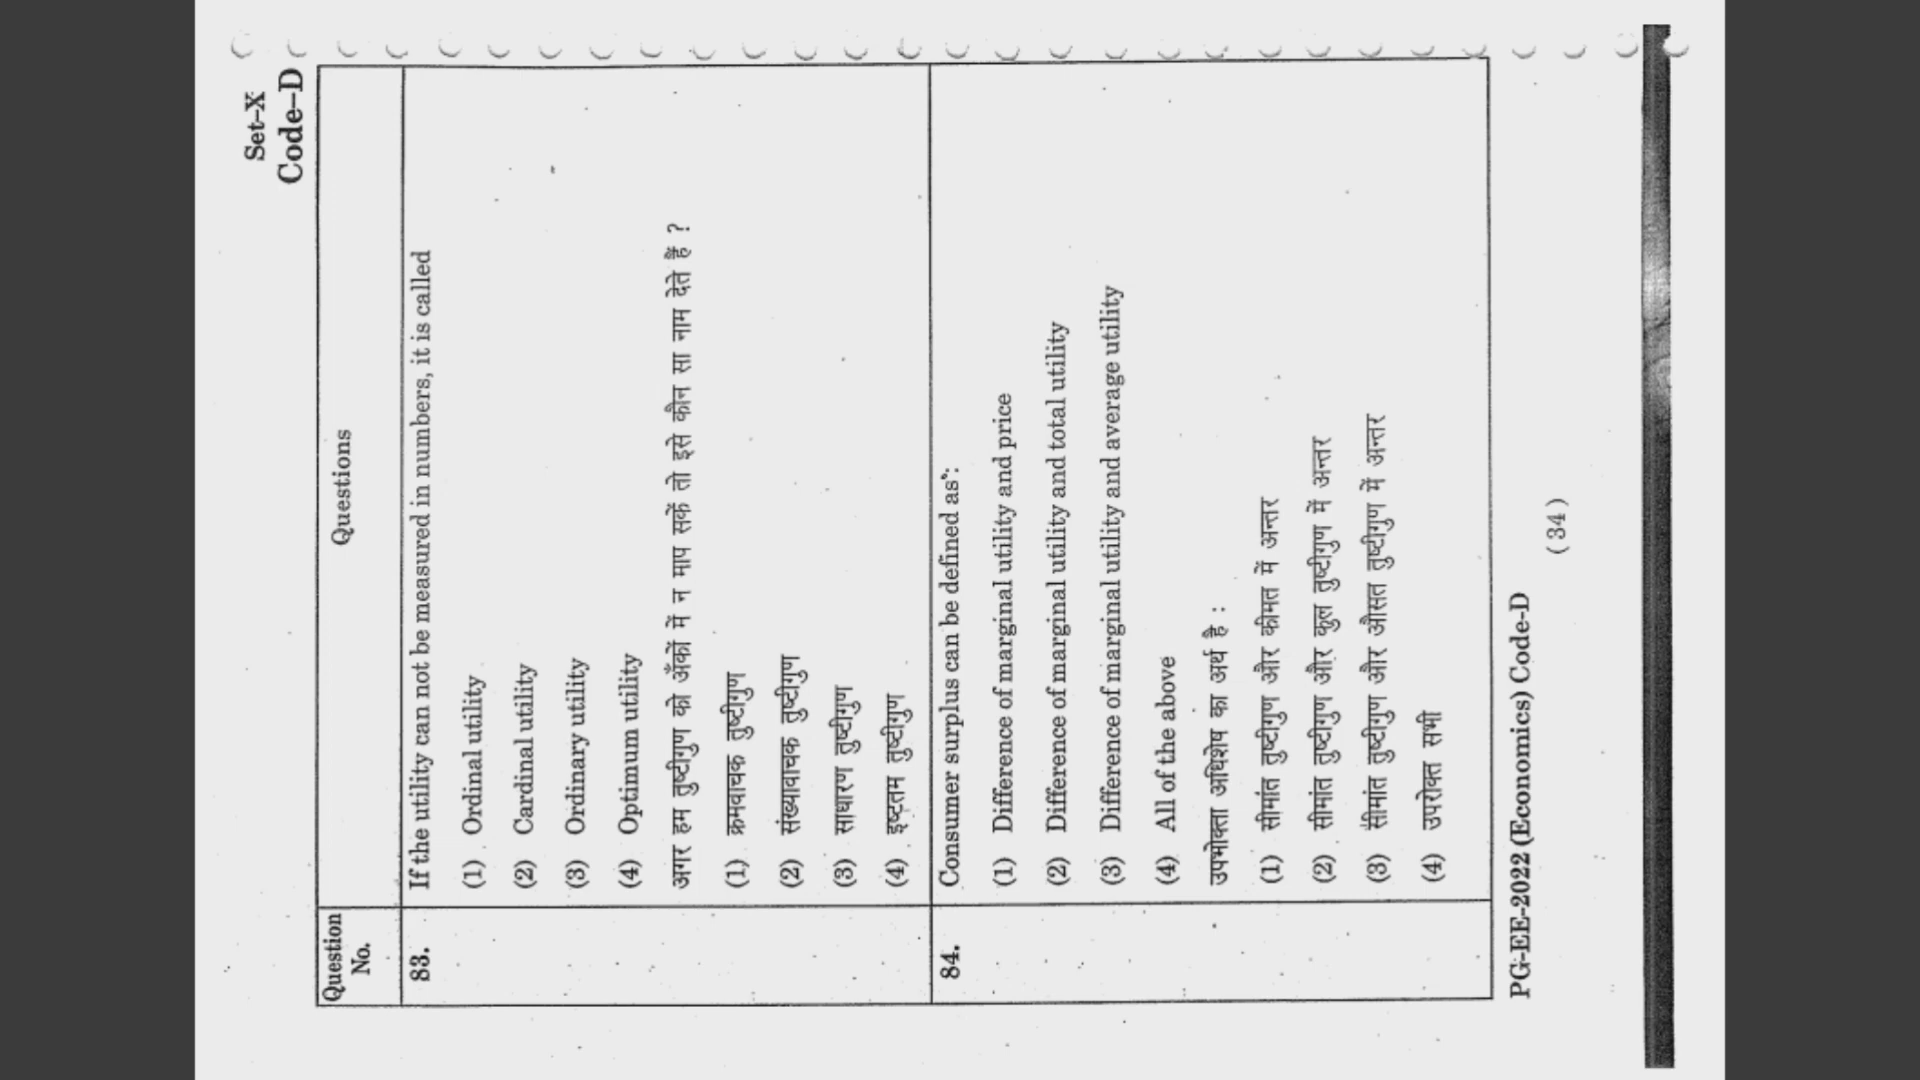 Set–X
Code–D
Question No.
Questions
83.
If the utility can not be measured in numbers, it is called
(1) Ordinal utility
(2) Cardinal utility
(3) Ordinary utility
(4) Optimum utility
अगर हम तुष्टीगुण को अँकों में न माप सकें तो इसे कौन सा नाम देते हैं ?
(1) क्रमवाचक तुष्टीगुण
(2) संख्यावाचक तुष्टीगुण
(3) साधारण तुष्टीगुण
(4) इष्टतम तुष्टीगुण
84.
Consumer surplus can be defined as :
(1) Difference of marginal utility and price
(2) Difference of marginal utility and total utility
(3) Difference of marginal utility and average utility
(4) All of the above
उपभोक्ता अधिशेष का अर्थ है :
(1) सीमांत तुष्टीगुण और कीमत में अन्तर
(2) सीमांत तुष्टीगुण और कुल तुष्टीगुण में अन्तर
(3) सीमांत तुष्टीगुण और औसत तुष्टीगुण में अन्तर
(4) उपरोक्त सभी
PG-EE-2022 (Economics) Code-D
( 34 )